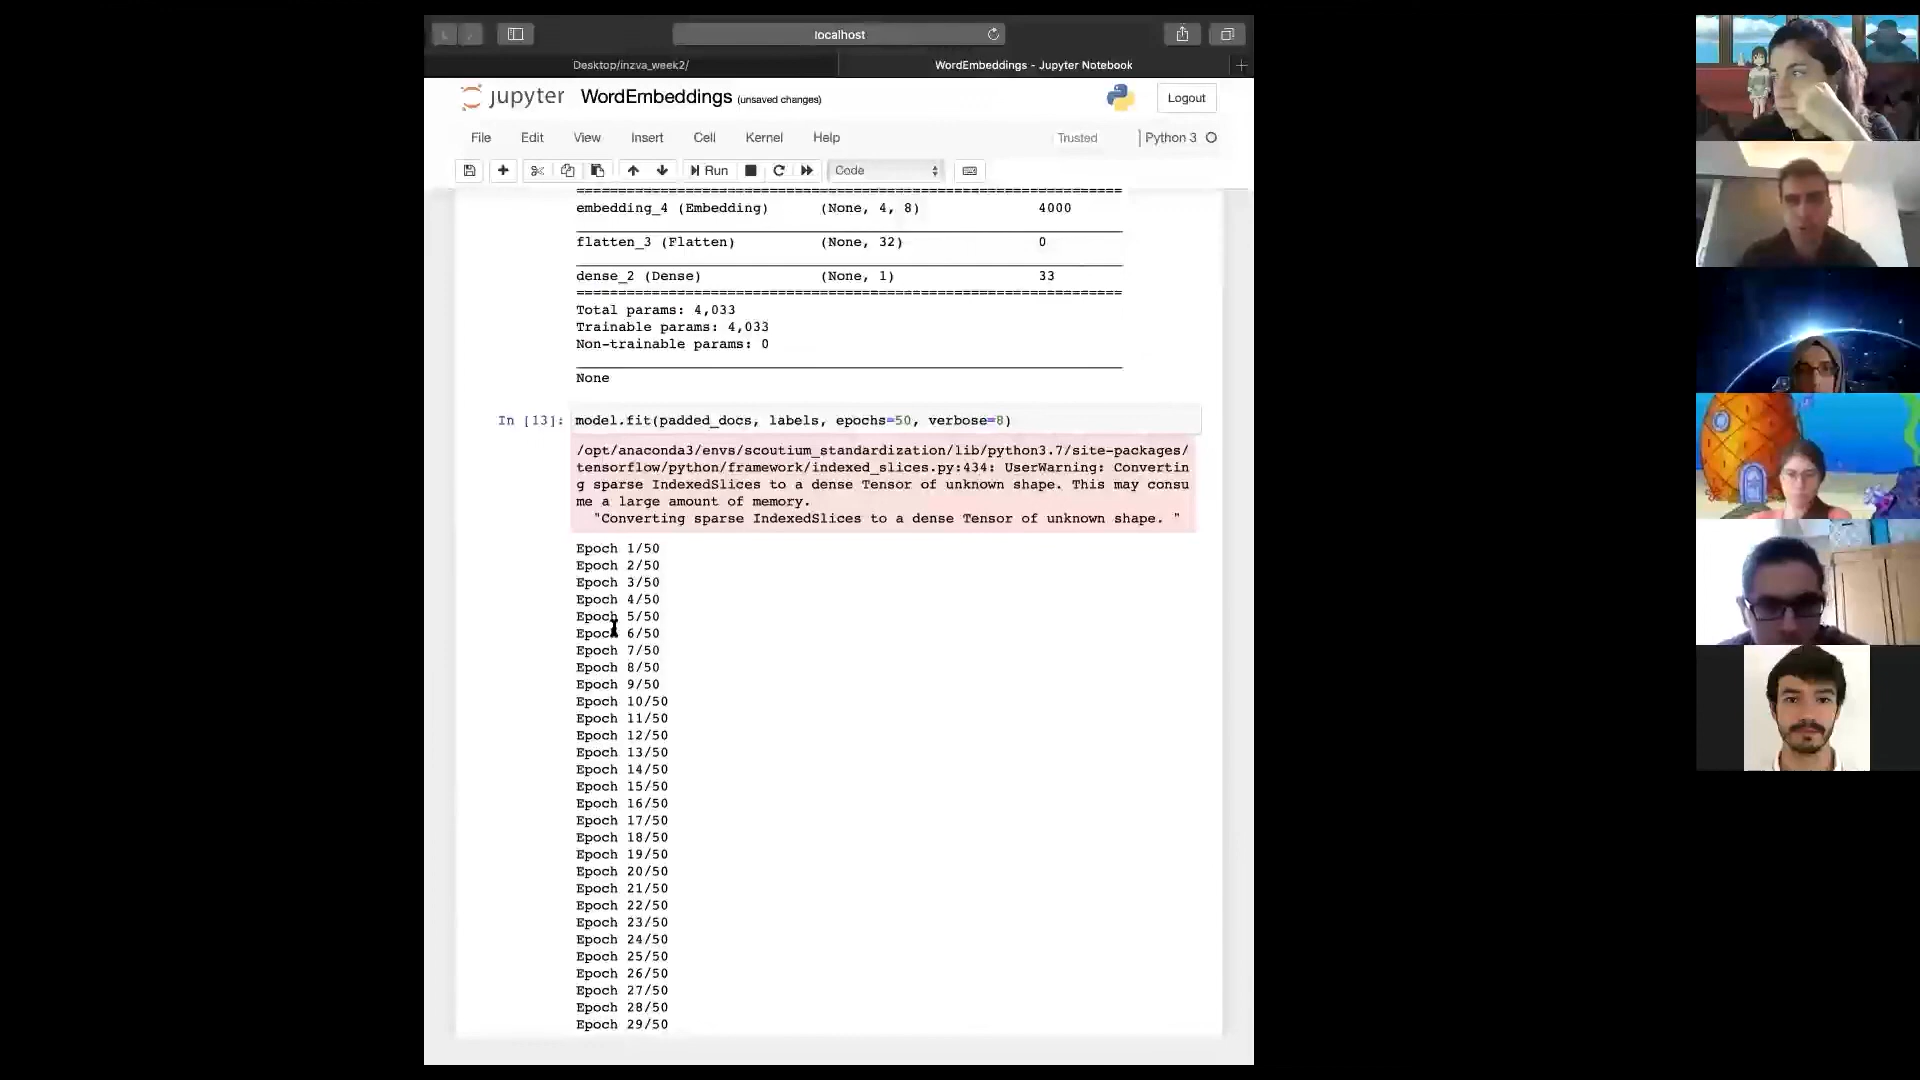 localhost
Desktop/inzva_week2/
WordEmbeddings - Jupyter Notebook
jupyter WordEmbeddings (unsaved changes)
Logout
File Edit View Insert Cell Kernel Help Trusted Python 3
Run Code
embedding_4 (Embedding) (None, 4, 8) 4000
flatten_3 (Flatten) (None, 32) 0
dense_2 (Dense) (None, 1) 33
================================================================
Total params: 4,033
Trainable params: 4,033
Non-trainable params: 0
None
In [13]: model.fit(padded_docs, labels, epochs=50, verbose=8)
/opt/anaconda3/envs/scoutium_standardization/lib/python3.7/site-packages/
tensorflow/python/framework/indexed_slices.py:434: UserWarning: Convertin
g sparse IndexedSlices to a dense Tensor of unknown shape. This may consu
me a large amount of memory.
"Converting sparse IndexedSlices to a dense Tensor of unknown shape. "
Epoch 1/50
Epoch 2/50
Epoch 3/50
Epoch 4/50
Epoch 5/50
Epoch 6/50
Epoch 7/50
Epoch 8/50
Epoch 9/50
Epoch 10/50
Epoch 11/50
Epoch 12/50
Epoch 13/50
Epoch 14/50
Epoch 15/50
Epoch 16/50
Epoch 17/50
Epoch 18/50
Epoch 19/50
Epoch 20/50
Epoch 21/50
Epoch 22/50
Epoch 23/50
Epoch 24/50
Epoch 25/50
Epoch 26/50
Epoch 27/50
Epoch 28/50
Epoch 29/50